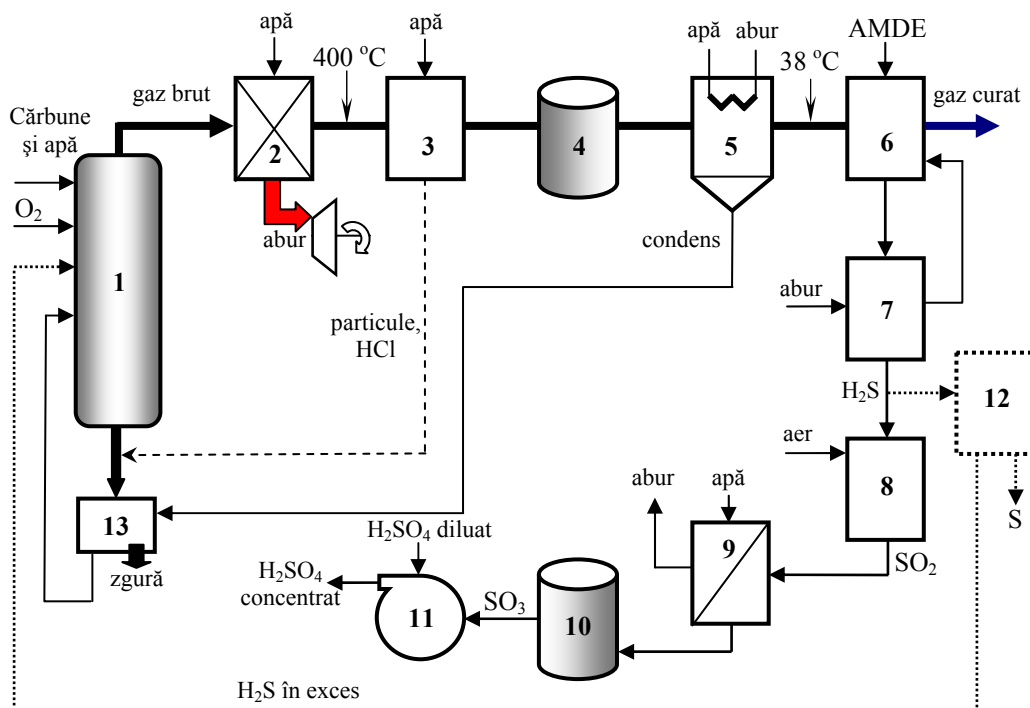 apă
apă
apă
abur
AMDE
400 °C
38 °C
gaz brut
gaz curat
Cărbune
şi apă
O₂
1
2
3
4
5
6
abur
condens
particule,
HCl
abur
7
H₂S
12
aer
8
S
abur
apă
9
SO₂
13
zgură
H₂SO₄ diluat
H₂SO₄
concentrat
11
SO₃
10
H₂S în exces